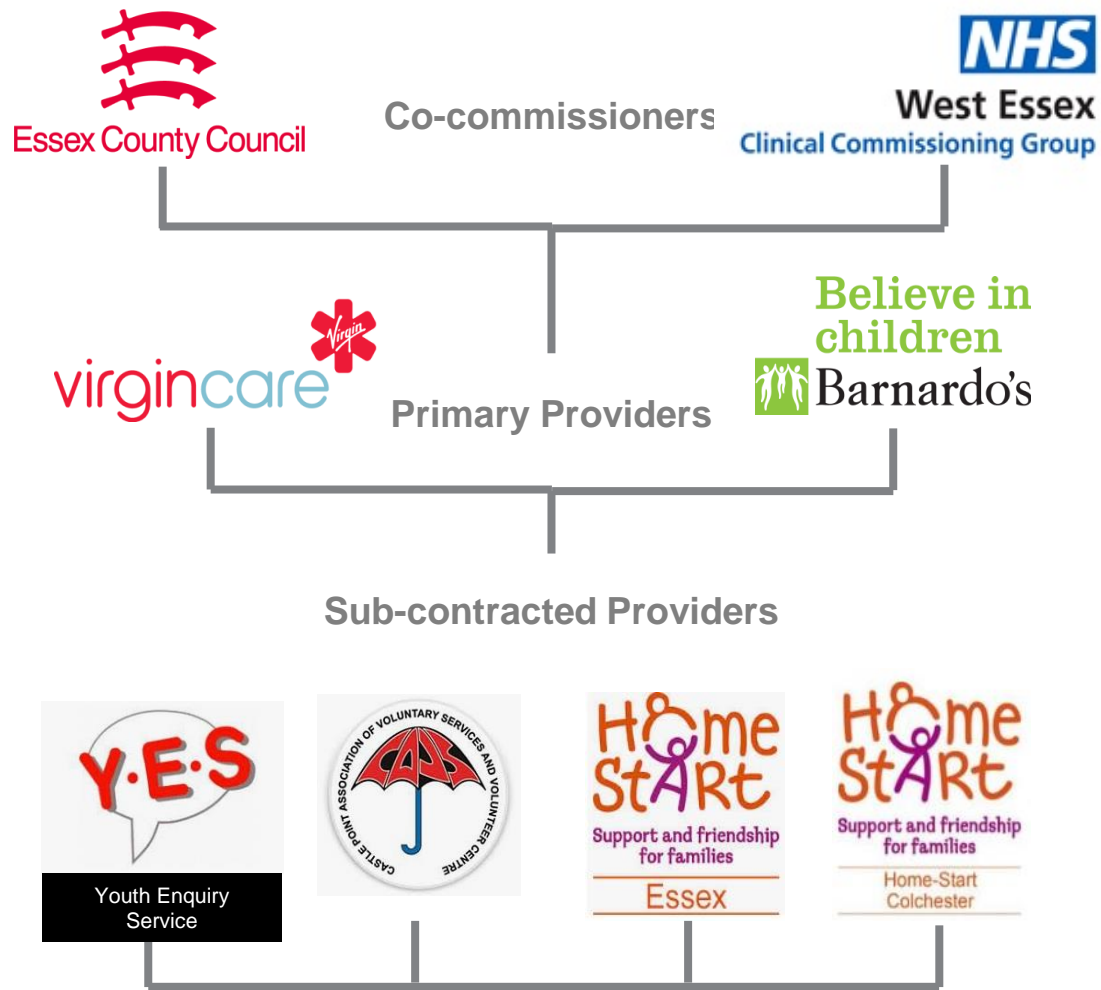 Essex County Council
Co-commissioners
NHS
West Essex
Clinical Commissioning Group
virgincare
Virgin
Believe in
children
Barnardo's
Primary Providers
Sub-contracted Providers
Y·E·S
Youth Enquiry
Service
CASTLE POINT ASSOCIATION OF VOLUNTARY SERVICES AND VOLUNTEER CENTRE
CAVS
HOme
StARt
Support and friendship
for families
Essex
HOme
StARt
Support and friendship
for families
Home-Start
Colchester